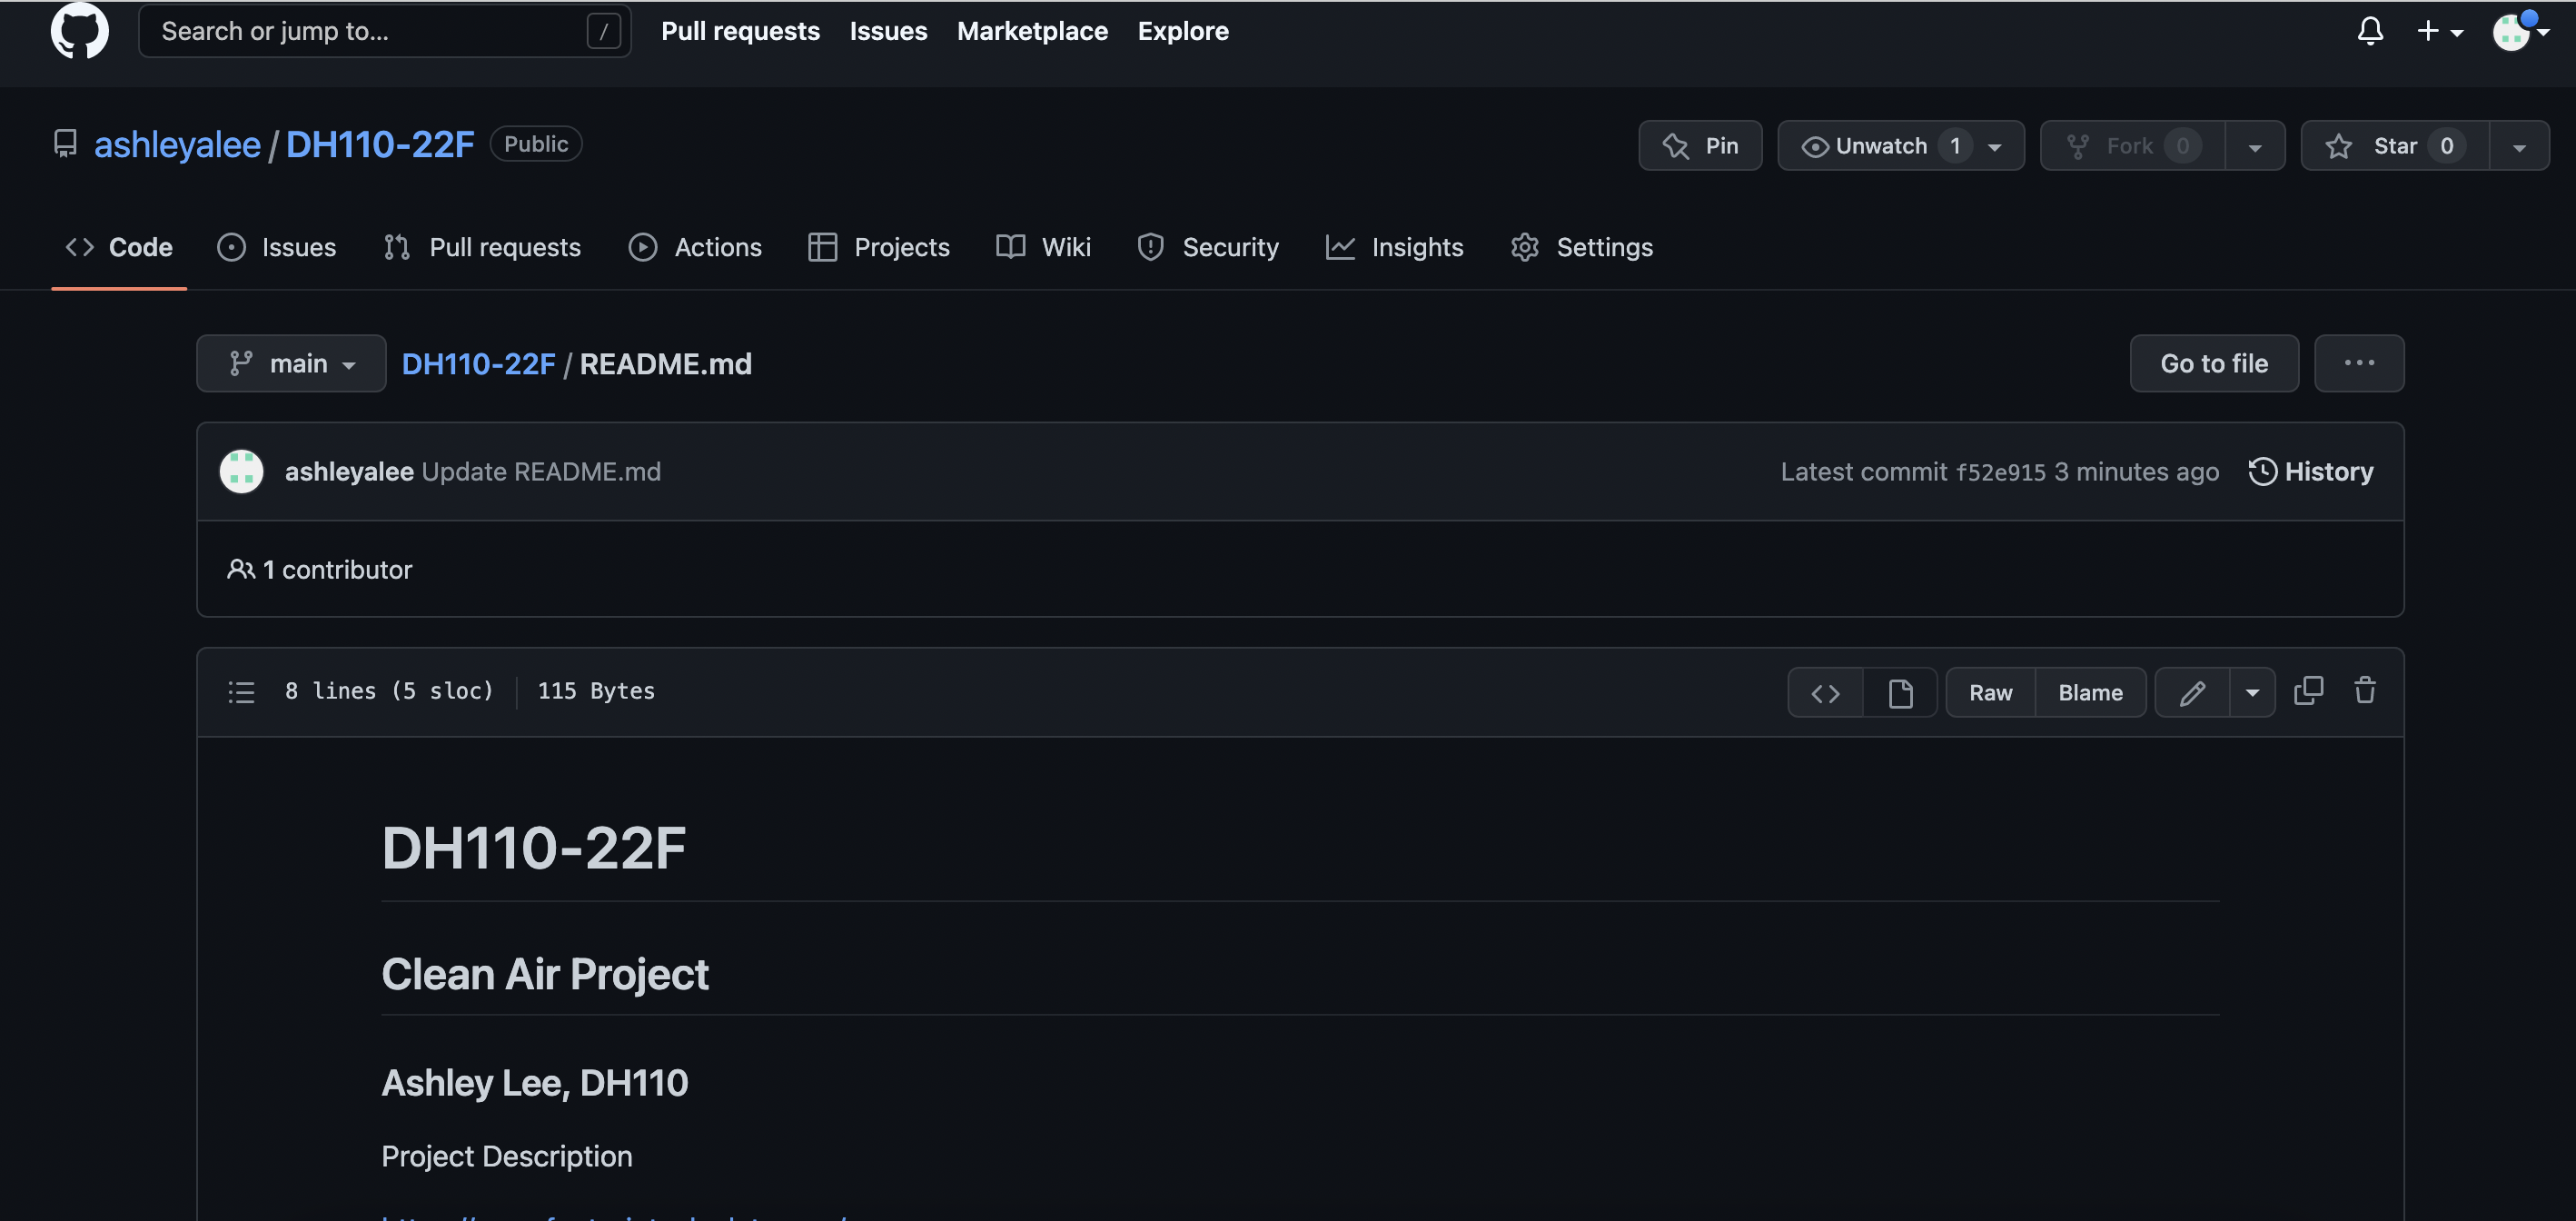 Search or jump to... / Pull requests Issues Marketplace Explore
ashleyalee / DH110-22F Public Pin Unwatch 1 Fork 0 Star 0
Code Issues Pull requests Actions Projects Wiki Security Insights Settings
main DH110-22F / README.md Go to file ...
ashleyalee Update README.md Latest commit f52e915 3 minutes ago History
1 contributor
8 lines (5 sloc) 115 Bytes <> Raw Blame
DH110-22F
Clean Air Project
Ashley Lee, DH110
Project Description